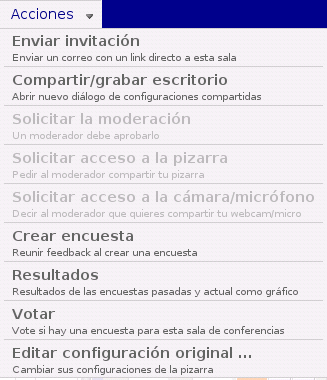 Acciones
Enviar invitación
Enviar un correo con un link directo a esta sala
Compartir/grabar escritorio
Abrir nuevo diálogo de configuraciones compartidas
Solicitar la moderación
Un moderador debe aprobarlo
Solicitar acceso a la pizarra
Pedir al moderador compartir tu pizarra
Solicitar acceso a la cámara/micrófono
Decir al moderador que quieres compartir tu webcam/micro
Crear encuesta
Reunir feedback al crear una encuesta
Resultados
Resultados de las encuestas pasadas y actual como gráfico
Votar
Vote si hay una encuesta para esta sala de conferencias
Editar configuración original ...
Cambiar sus configuraciones de la pizarra